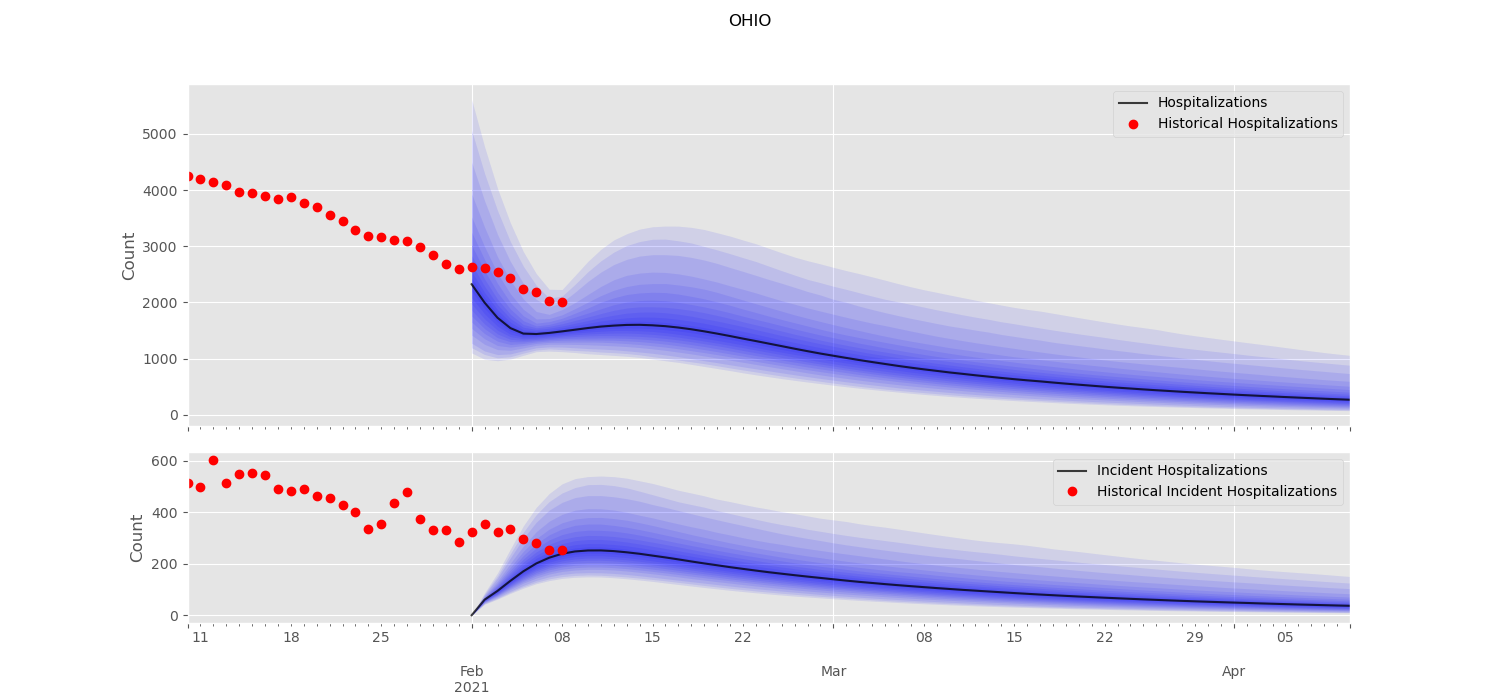 OHIO
Hospitalizations
Historical Hospitalizations
Count
5000
4000
3000
2000
1000
0
Incident Hospitalizations
Historical Incident Hospitalizations
Count
600
400
200
0
11 18 25 08 15 22 08 15 22 29 05
Feb Mar Apr
2021